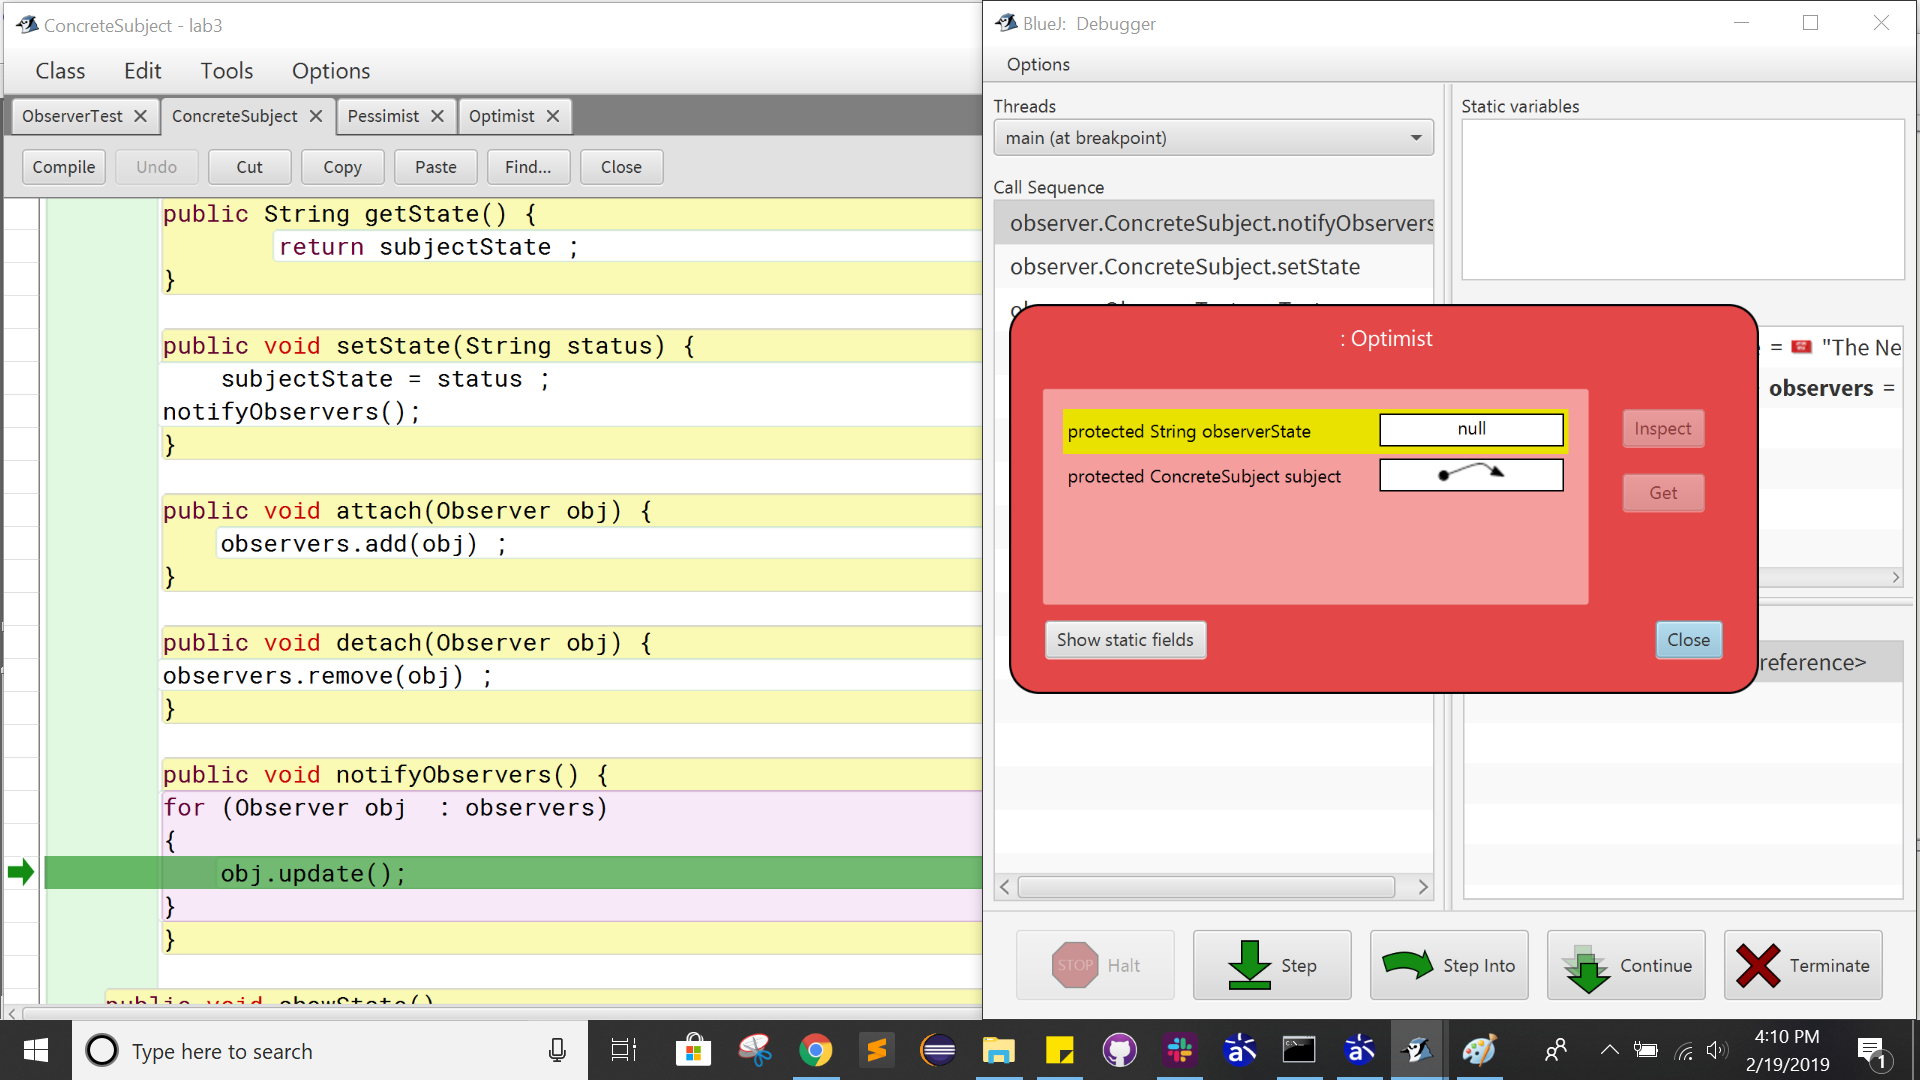 ConcreteSubject - lab3
Class Edit Tools Options
ObserverTest ConcreteSubject Pessimist Optimist
Compile Undo Cut Copy Paste Find... Close
public String getState() {
return subjectState ;
}
public void setState(String status) {
subjectState = status ;
notifyObservers();
}
public void attach(Observer obj) {
observers.add(obj) ;
}
public void detach(Observer obj) {
observers.remove(obj) ;
}
public void notifyObservers() {
for (Observer obj  : observers)
{
obj.update();
}
}
public void showState()
BlueJ: Debugger
Options
Threads
main (at breakpoint)
Call Sequence
observer.ConcreteSubject.notifyObservers
observer.ConcreteSubject.setState
Static variables
= "The Ne
observers =
reference>
: Optimist
protected String observerState null
protected ConcreteSubject subject
Inspect
Get
Show static fields
Close
STOP Halt Step Step Into Continue Terminate
Type here to search
4:10 PM
2/19/2019
1